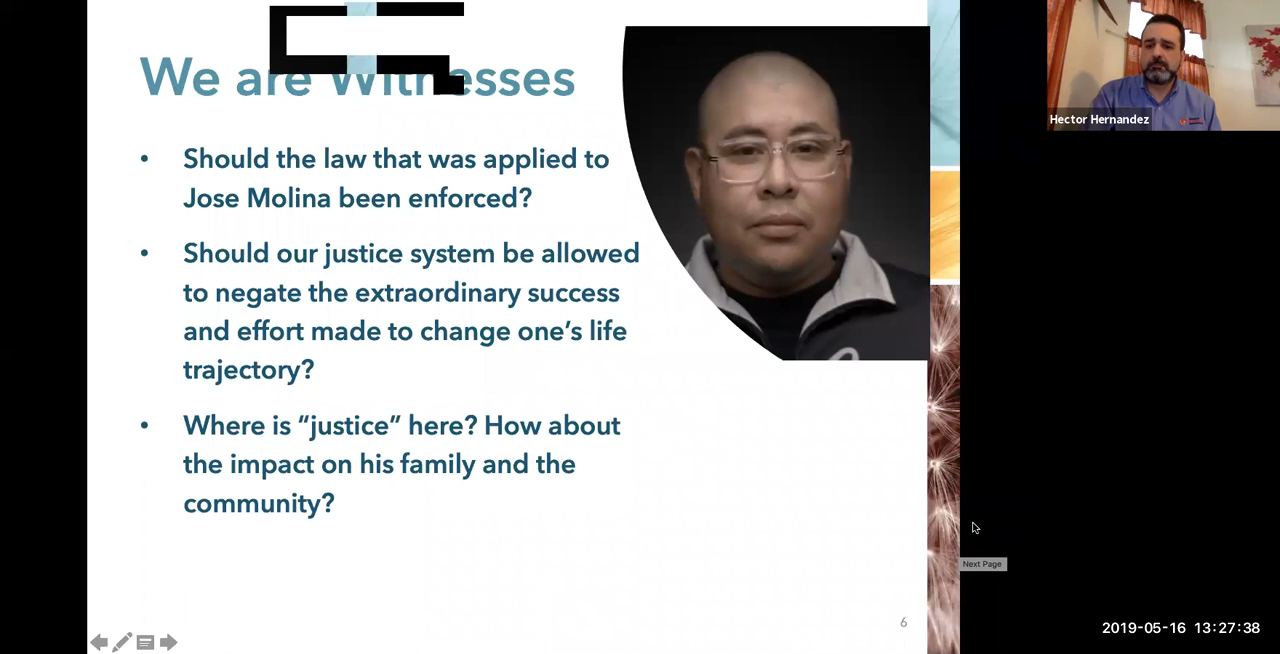 We are Witnesses
• Should the law that was applied to
Jose Molina been enforced?
• Should our justice system be allowed
to negate the extraordinary success
and effort made to change one’s life
trajectory?
• Where is “justice” here? How about
the impact on his family and the
community?
6
Hector Hernandez
Next Page
2019-05-16 13:27:38